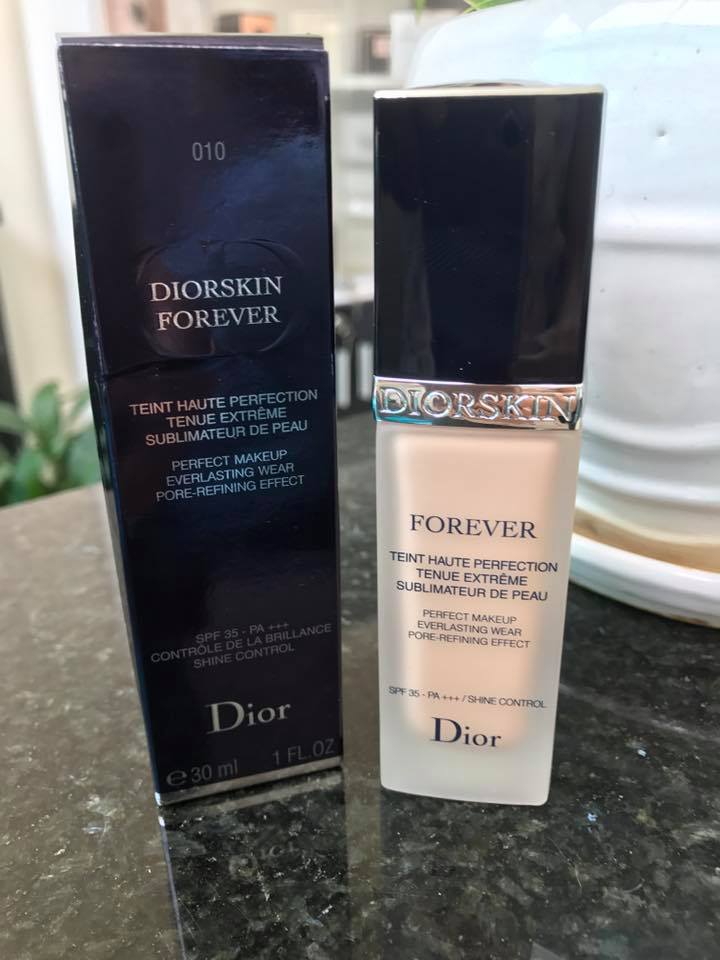 010
DIORSKIN
FOREVER
TEINT HAUTE PERFECTION
TENUE EXTRÊME
SUBLIMATEUR DE PEAU
PERFECT MAKEUP
EVERLASTING WEAR
PORE-REFINING EFFECT
SPF 35 - PA +++
CONTRÔLE DE LA BRILLANCE
SHINE CONTROL
Dior
e 30 ml 1 FL.OZ
DIORSKIN
FOREVER
TEINT HAUTE PERFECTION
TENUE EXTRÊME
SUBLIMATEUR DE PEAU
PERFECT MAKEUP
EVERLASTING WEAR
PORE-REFINING EFFECT
SPF 35 - PA +++ / SHINE CONTROL
Dior